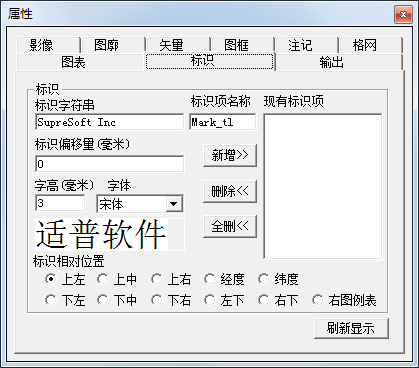 属性
影像 图廓 矢量 图框 注记 格网
图表 标识 输出
标识
标识字符串 标识项名称 现有标识项
SupreSoft Inc Mark_tl
标识偏移量(毫米)
0
新增>>
字高(毫米) 字体
3 宋体
删除<<
适普软件
全删<<
标识相对位置
上左 上中 上右 经度 纬度
下左 下中 下右 左下 右下 右图例表
刷新显示